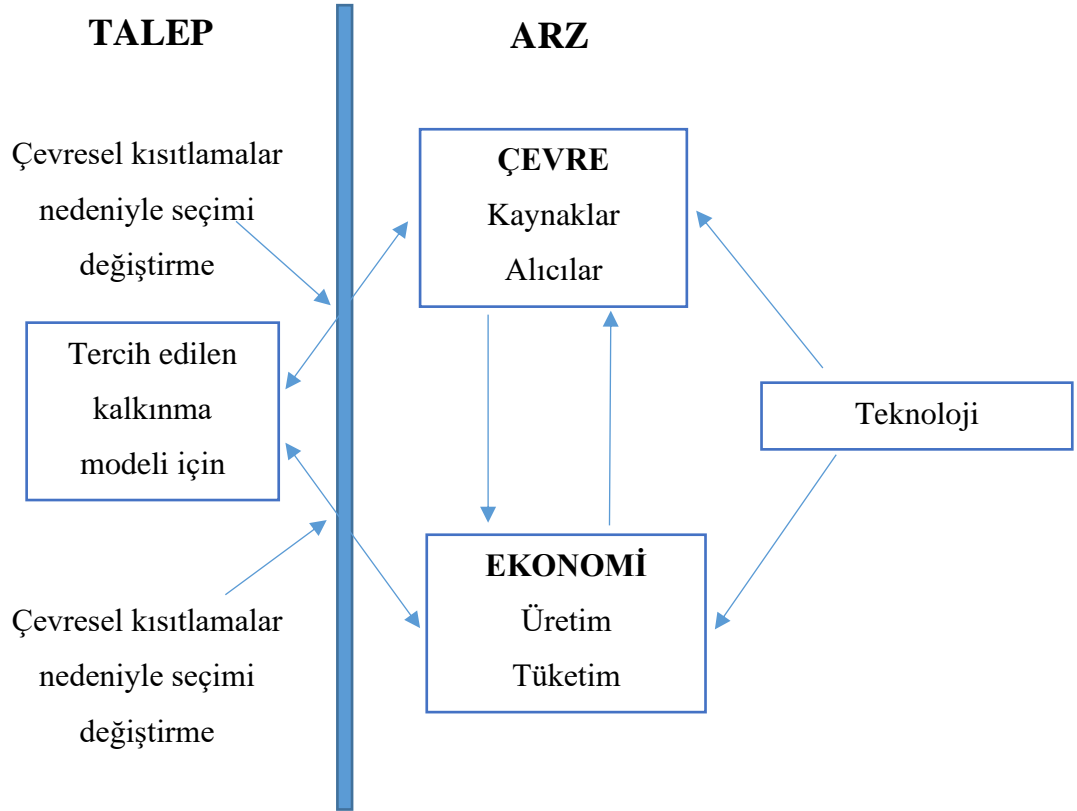 TALEP
ARZ
Çevresel kısıtlamalar
nedeniyle seçimi
değiştirme
ÇEVRE
Kaynaklar
Alıcılar
Tercih edilen
kalkınma
modeli için
Teknoloji
Çevresel kısıtlamalar
nedeniyle seçimi
değiştirme
EKONOMİ
Üretim
Tüketim